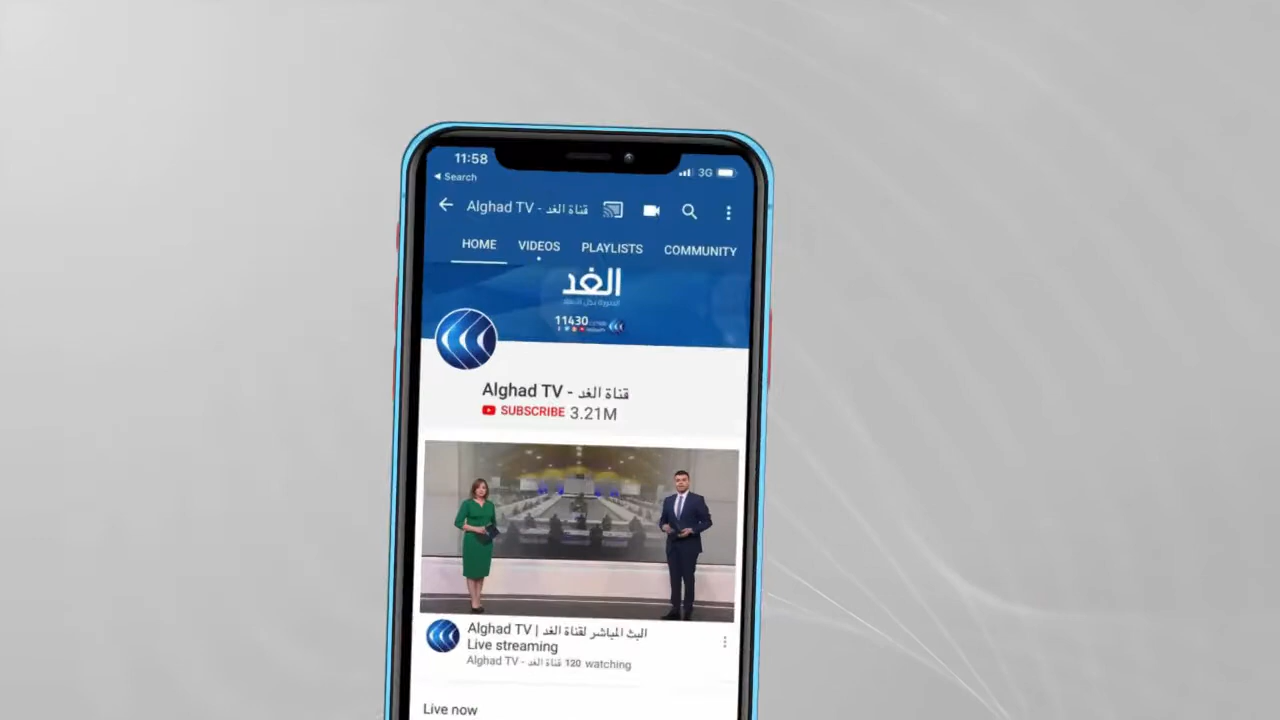 11:58
Search
3G
Alghad TV - قناة الغد
HOME VIDEOS PLAYLISTS COMMUNITY
الغد
11430
Alghad TV - قناة الغد
SUBSCRIBE 3.21M
Alghad TV | البث المباشر لقناة الغد
Live streaming
Alghad TV - قناة الغد 120 watching
Live now